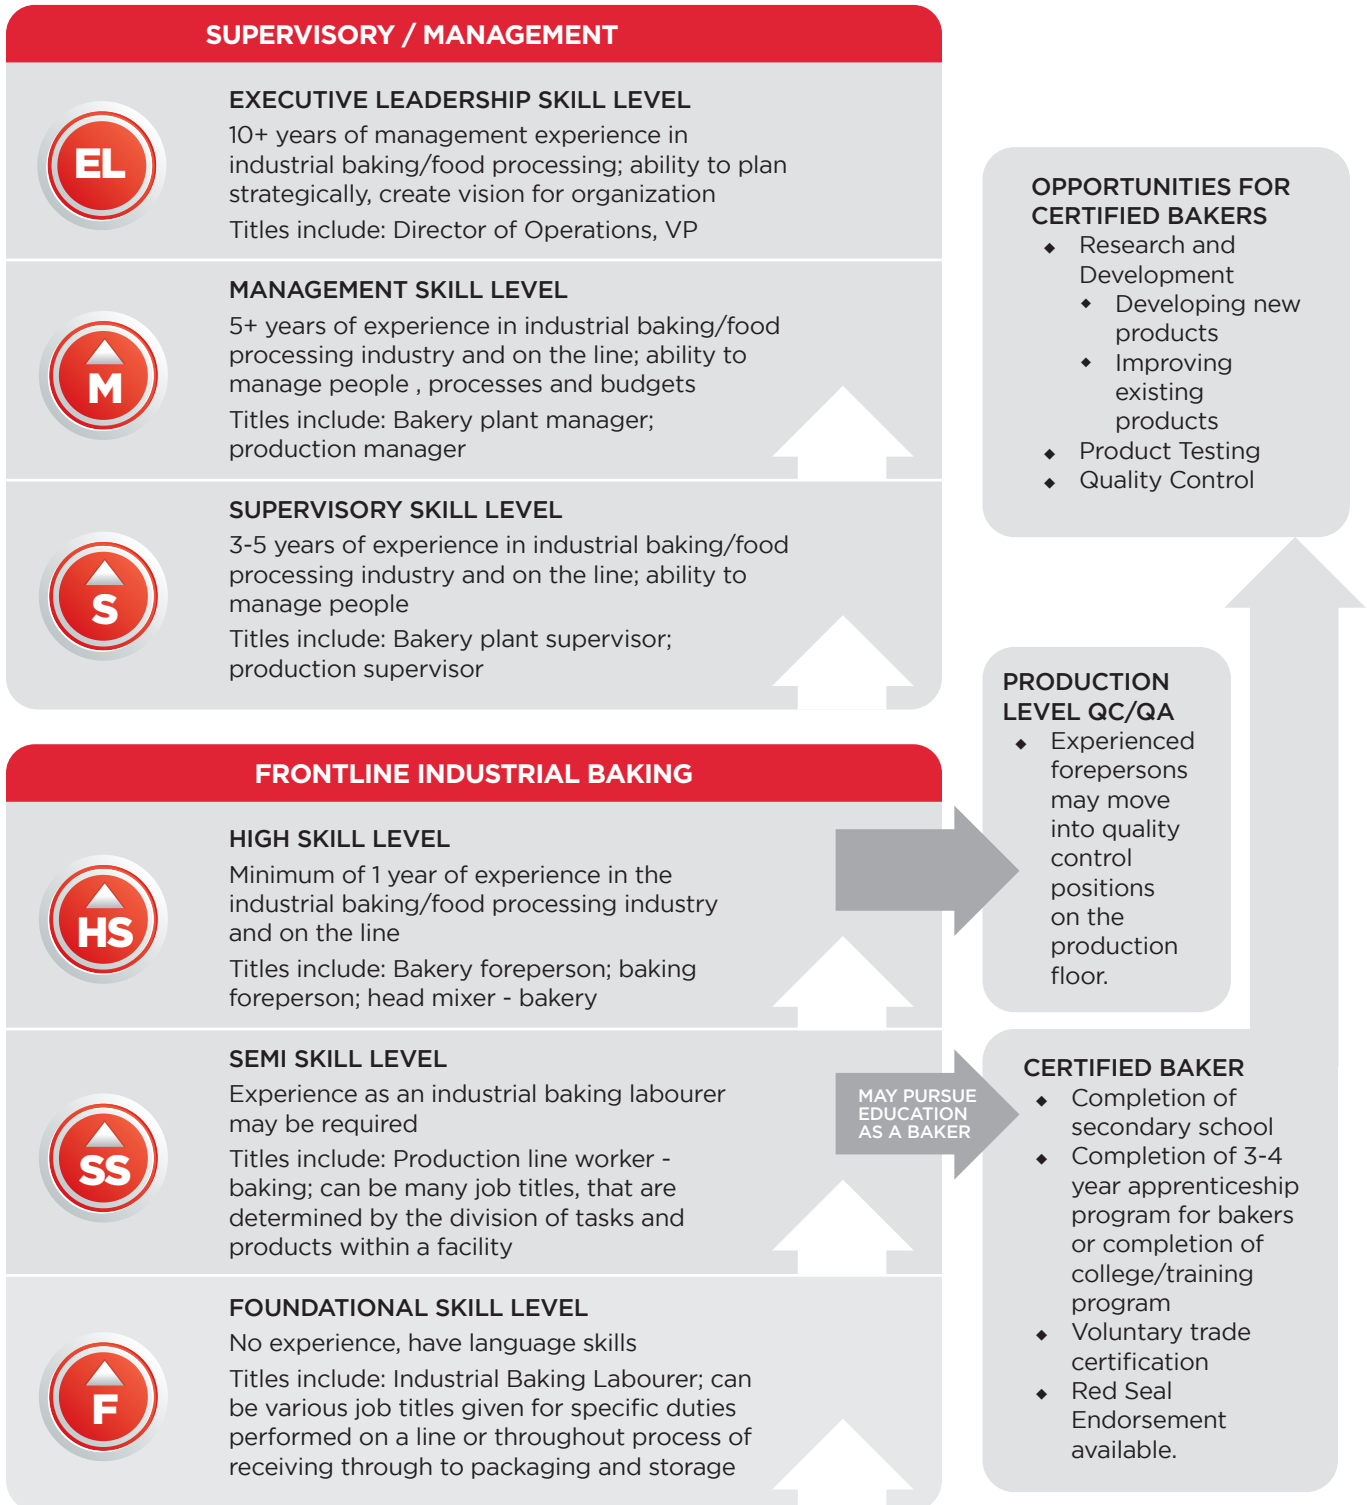 SUPERVISORY / MANAGEMENT
EL
EXECUTIVE LEADERSHIP SKILL LEVEL
10+ years of management experience in
industrial baking/food processing; ability to plan
strategically, create vision for organization
Titles include: Director of Operations, VP
M
MANAGEMENT SKILL LEVEL
5+ years of experience in industrial baking/food
processing industry and on the line; ability to
manage people , processes and budgets
Titles include: Bakery plant manager;
production manager
S
SUPERVISORY SKILL LEVEL
3-5 years of experience in industrial baking/food
processing industry and on the line; ability to
manage people
Titles include: Bakery plant supervisor;
production supervisor
FRONTLINE INDUSTRIAL BAKING
HS
HIGH SKILL LEVEL
Minimum of 1 year of experience in the
industrial baking/food processing industry
and on the line
Titles include: Bakery foreperson; baking
foreperson; head mixer - bakery
SS
SEMI SKILL LEVEL
Experience as an industrial baking labourer
may be required
Titles include: Production line worker -
baking; can be many job titles, that are
determined by the division of tasks and
products within a facility
MAY PURSUE
EDUCATION
AS A BAKER
F
FOUNDATIONAL SKILL LEVEL
No experience, have language skills
Titles include: Industrial Baking Labourer; can
be various job titles given for specific duties
performed on a line or throughout process of
receiving through to packaging and storage
OPPORTUNITIES FOR
CERTIFIED BAKERS
◆ Research and
Development
◆ Developing new
products
◆ Improving
existing
products
◆ Product Testing
◆ Quality Control
PRODUCTION
LEVEL QC/QA
◆ Experienced
forepersons
may move
into quality
control
positions
on the
production
floor.
CERTIFIED BAKER
◆ Completion of
secondary school
◆ Completion of 3-4
year apprenticeship
program for bakers
or completion of
college/training
program
◆ Voluntary trade
certification
◆ Red Seal
Endorsement
available.